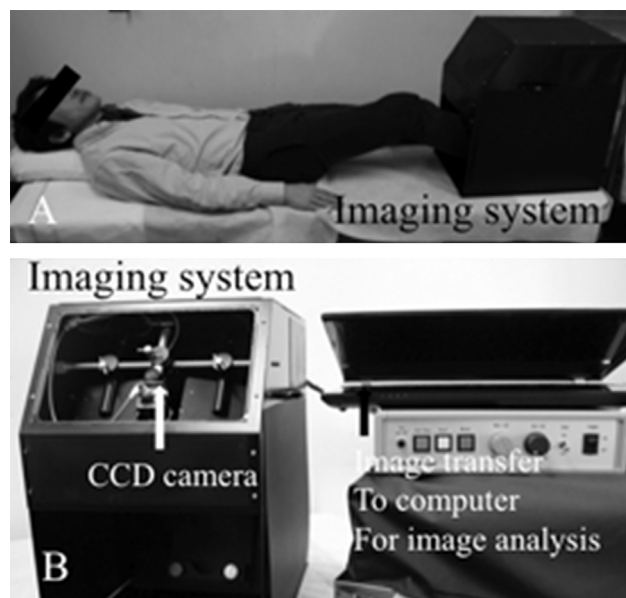 A
Imaging system
Imaging system
CCD camera
Image transfer
To computer
For image analysis
B